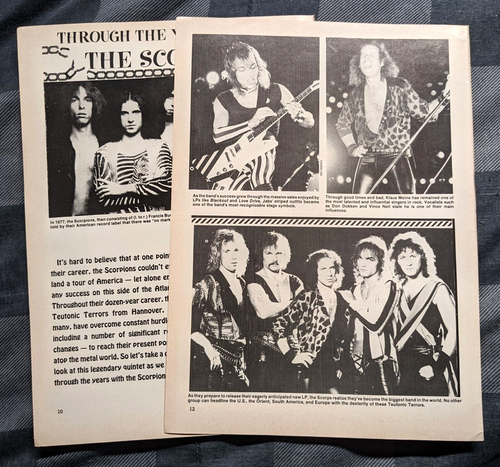 THROUGH THE Y
THE SCO
In 1977, the Scorpions, then consisting of (l. to r.) Francis Bu
told by their American record label that there was "no mark
It's hard to believe that at one poin
their career, the Scorpions couldn't e
land a tour of America — let alone en
any success on this side of the Atla
Throughout their dozen-year career, t
Teutonic Terrors from Hannover,
many, have overcome constant hurdl
including a number of significant
changes — to reach their present po
atop the metal world. So let's take a c
look at this legendary quintet as we
through the years with the Scorpion
10
As the band's success grew through the massive sales enjoyed by
LPs like Blackout and Love Drive, Jabs' striped outfits became
one of the band's most recognizable stage symbols.
Through good times and bad, Klaus Meine has remained one of
the most talented and influential singers in rock. Vocalists such
as Don Dokken and Vince Neil state he is one of their main
influences.
As they prepare to release their eagerly anticipated new LP, the Scorps realize they've become the biggest band in the world. No other
group can headline the U.S., the Orient, South America, and Europe with the dexterity of these Teutonic Terrors.
12